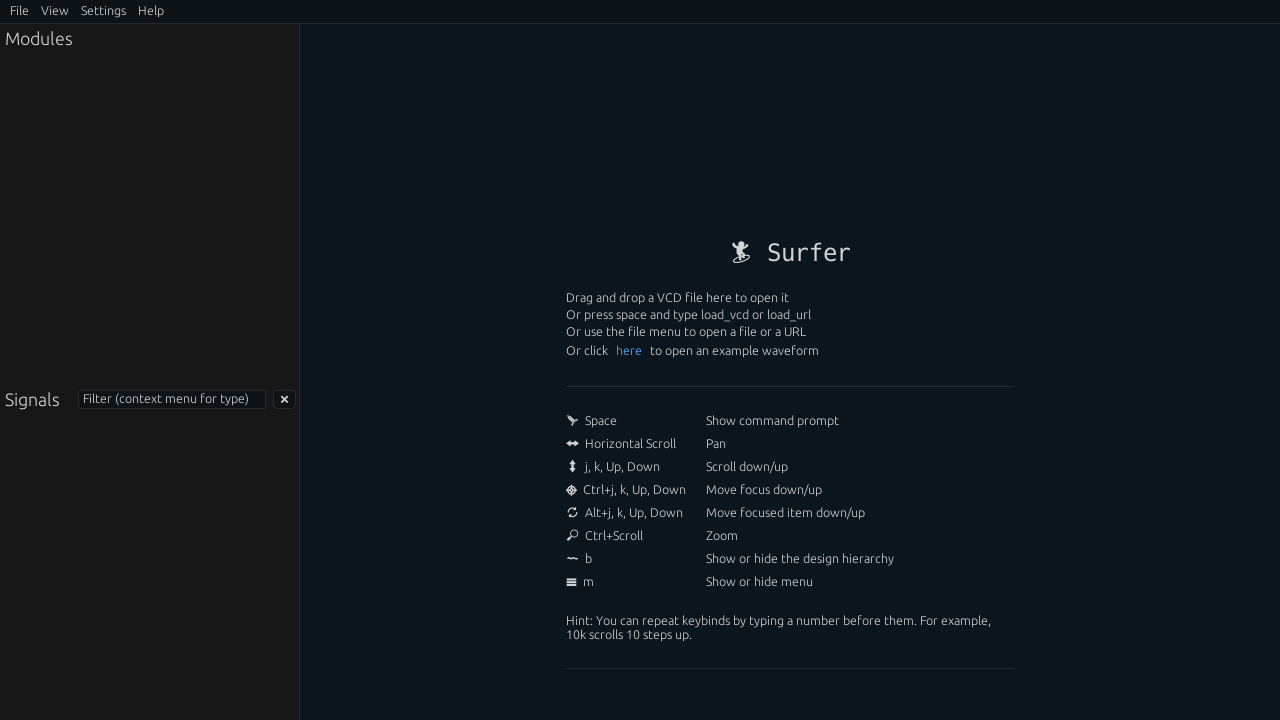 File View Settings Help
Modules
Surfer
Drag and drop a VCD file here to open it
Or press space and type load_vcd or load_url
Or use the file menu to open a file or a URL
Or click here to open an example waveform
Signals Filter (context menu for type)
Space Show command prompt
Horizontal Scroll Pan
j, k, Up, Down Scroll down/up
Ctrl+j, k, Up, Down Move focus down/up
Alt+j, k, Up, Down Move focused item down/up
Ctrl+Scroll Zoom
b Show or hide the design hierarchy
m Show or hide menu
Hint: You can repeat keybinds by typing a number before them. For example,
10k scrolls 10 steps up.